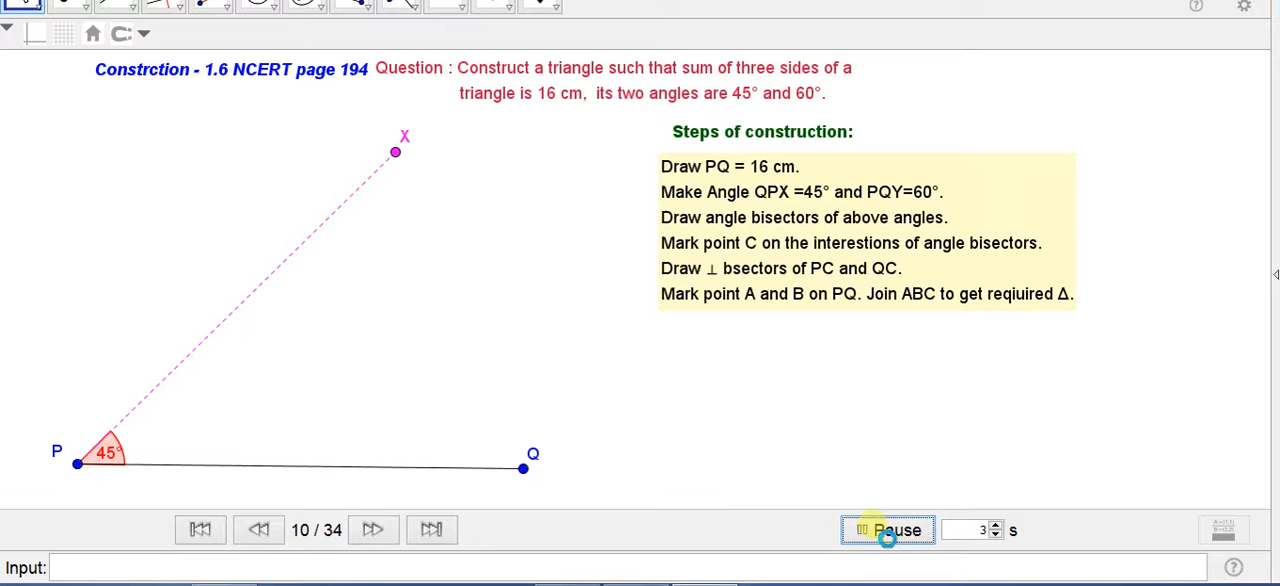 Constrction - 1.6 NCERT page 194 Question : Construct a triangle such that sum of three sides of a
triangle is 16 cm, its two angles are 45° and 60°.
X
Steps of construction:
Draw PQ = 16 cm.
Make Angle QPX =45° and PQY=60°.
Draw angle bisectors of above angles.
Mark point C on the interestions of angle bisectors.
Draw ⊥ bsectors of PC and QC.
Mark point A and B on PQ. Join ABC to get reqiuired Δ.
P 45° Q
10 / 34 Pause 3 s
Input: